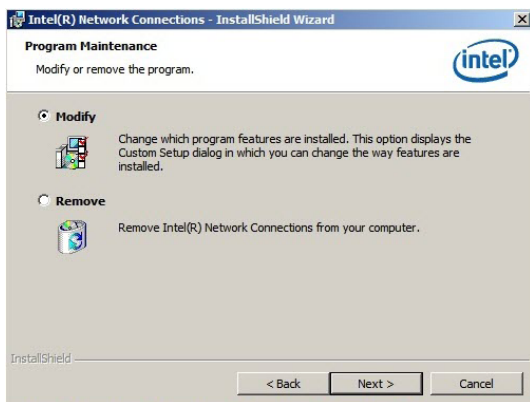 Intel(R) Network Connections - InstallShield Wizard
Program Maintenance
Modify or remove the program.
intel
Modify
Change which program features are installed. This option displays the
Custom Setup dialog in which you can change the way features are
installed.
Remove
Remove Intel(R) Network Connections from your computer.
InstallShield
< Back
Next >
Cancel